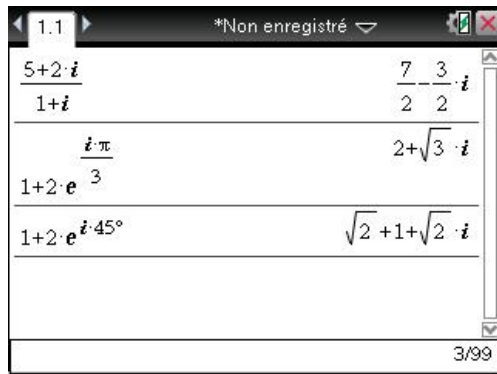 1.1 *Non enregistré
(5+2·i)/(1+i) 7/2-3/2·i
1+2·e^(i·π/3) 2+√3·i
1+2·e^(i·45°) √2+1+√2·i
3/99